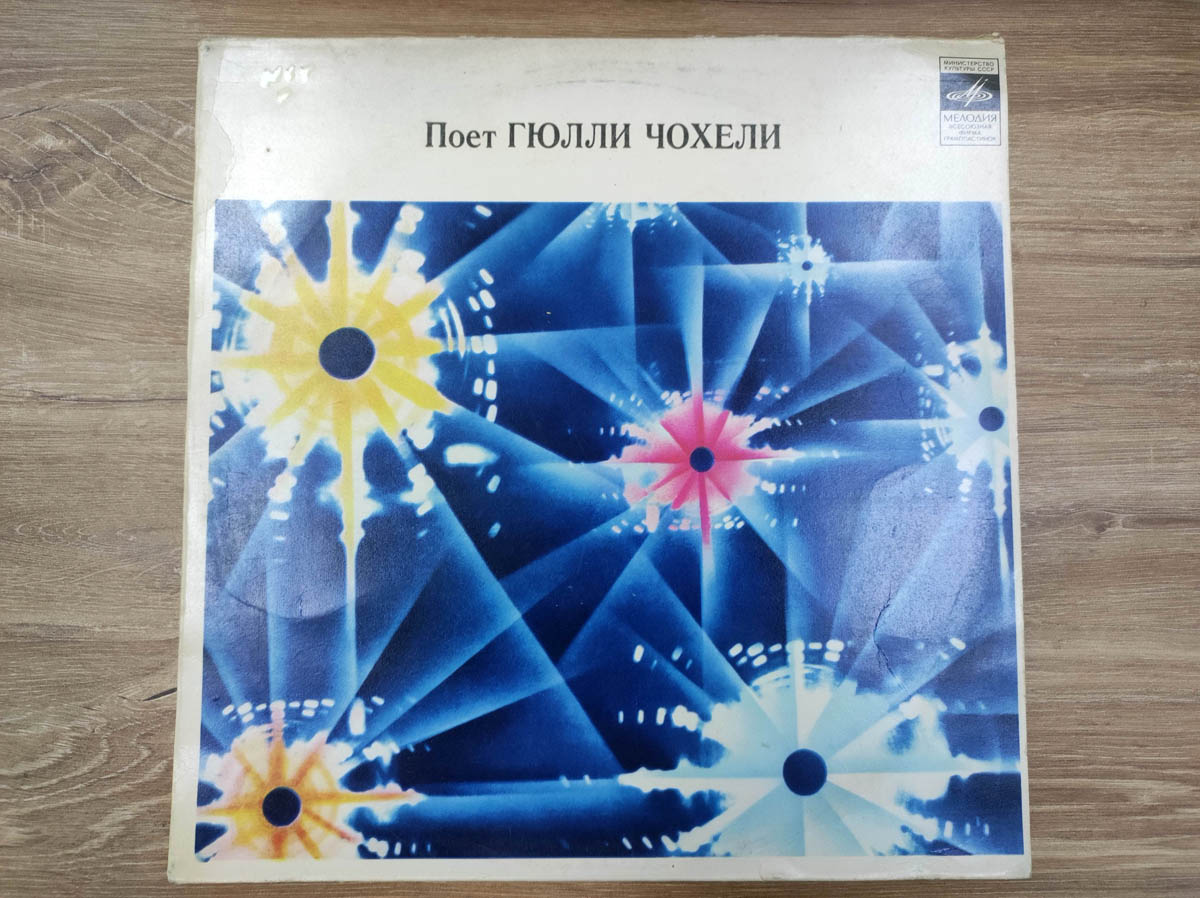 МИНИСТЕРСТВО
КУЛЬТУРЫ СССР
МЕЛОДИЯ
ВСЕСОЮЗНАЯ
ФИРМА
ГРАМПЛАСТИНОК
Поет ГЮЛЛИ ЧОХЕЛИ